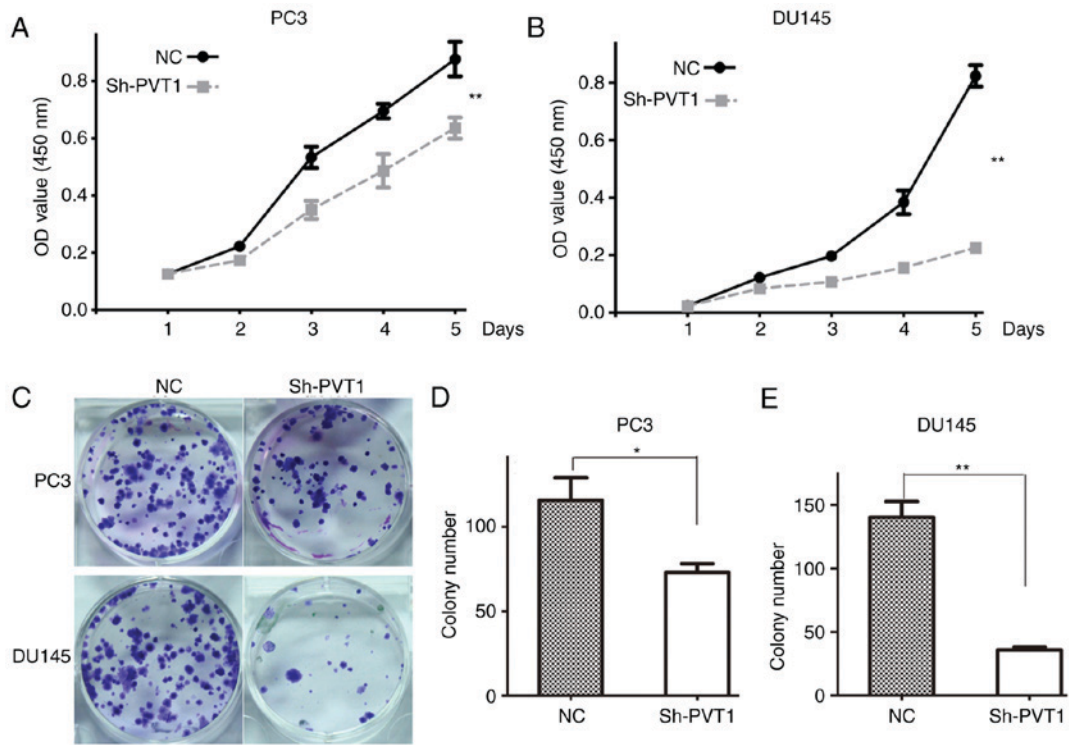 A
PC3
NC
Sh-PVT1
OD value (450 nm)
0.8
0.6
0.4
0.2
0.0
**
1 2 3 4 5 Days
B
DU145
NC
Sh-PVT1
OD value (450 nm)
0.8
0.6
0.4
0.2
0.0
**
1 2 3 4 5 Days
C
NC Sh-PVT1
PC3
DU145
D
PC3
Colony number
100
50
0
*
NC Sh-PVT1
E
DU145
Colony number
150
100
50
0
**
NC Sh-PVT1